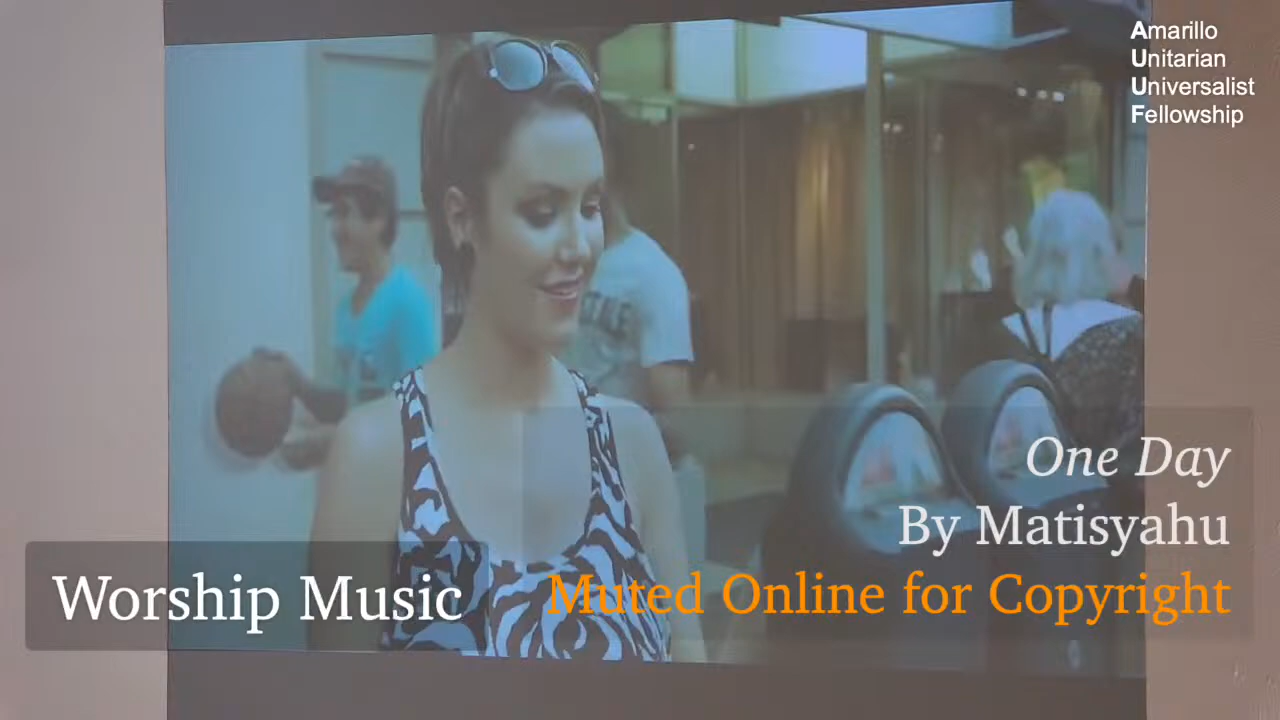 Amarillo
Unitarian
Universalist
Fellowship
One Day
By Matisyahu
Worship Music
Muted Online for Copyright